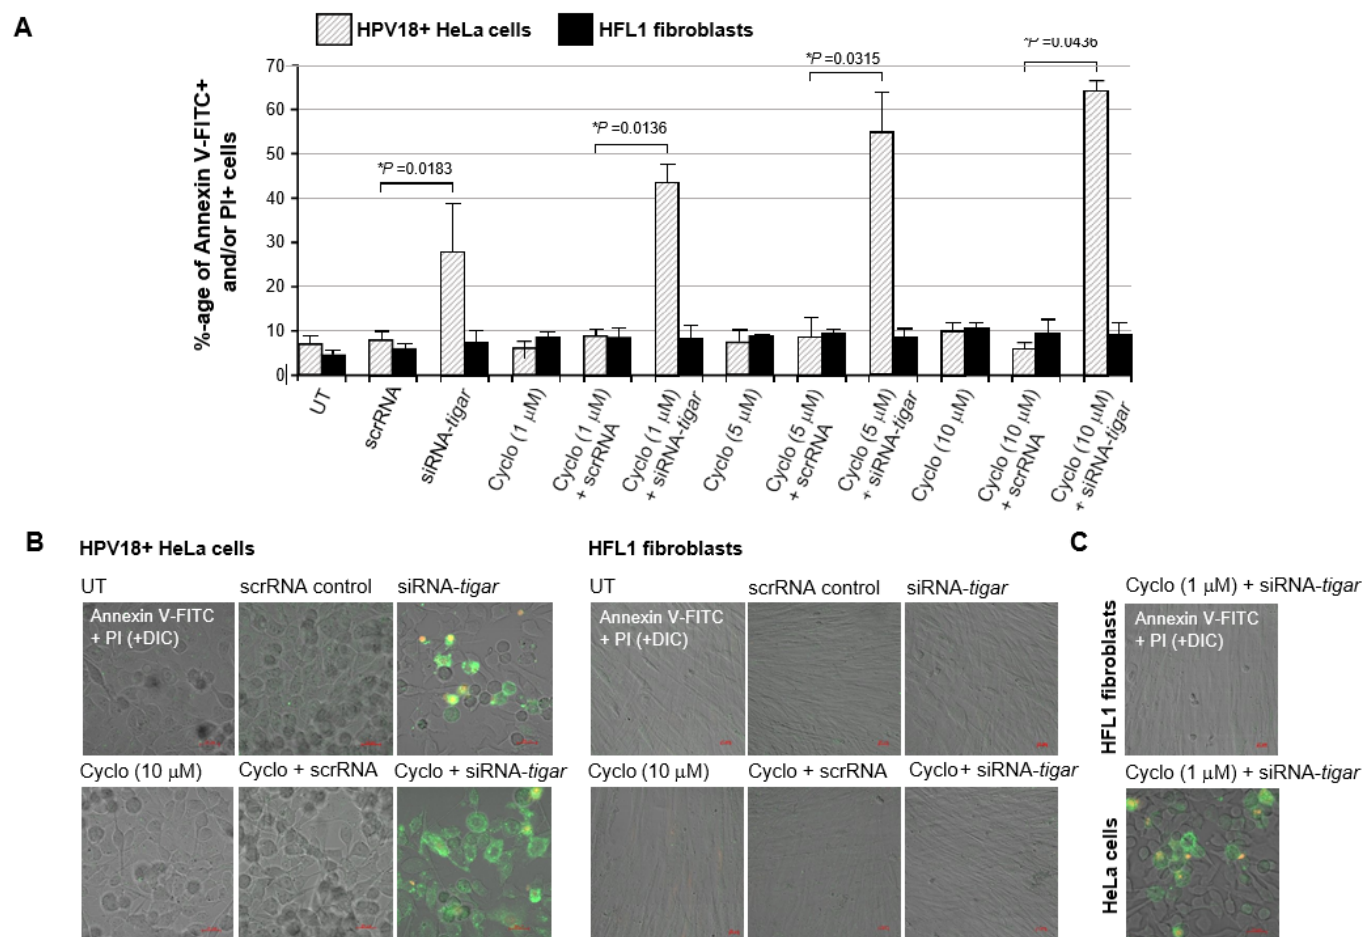 A
HPV18+ HeLa cells
HFL1 fibroblasts
%-age of Annexin V-FITC+
and/or PI+ cells
70
60
50
40
30
20
10
0
*P =0.0183
*P =0.0136
*P =0.0315
*P =0.0436
UT
scrRNA
siRNA-tigar
Cyclo (1 μM)
Cyclo (1 μM)
+ scrRNA
Cyclo (1 μM)
+ siRNA-tigar
Cyclo (5 μM)
Cyclo (5 μM)
+ scrRNA
Cyclo (5 μM)
+ siRNA-tigar
Cyclo (10 μM)
Cyclo (10 μM)
+ scrRNA
Cyclo (10 μM)
+ siRNA-tigar
B
HPV18+ HeLa cells
UT
scrRNA control
siRNA-tigar
Annexin V-FITC
+ PI (+DIC)
Cyclo (10 μM)
Cyclo + scrRNA
Cyclo + siRNA-tigar
HFL1 fibroblasts
UT
scrRNA control
siRNA-tigar
Annexin V-FITC
+ PI (+DIC)
Cyclo (10 μM)
Cyclo + scrRNA
Cyclo+ siRNA-tigar
C
Cyclo (1 μM) + siRNA-tigar
HFL1 fibroblasts
Annexin V-FITC
+ PI (+DIC)
Cyclo (1 μM) + siRNA-tigar
HeLa cells